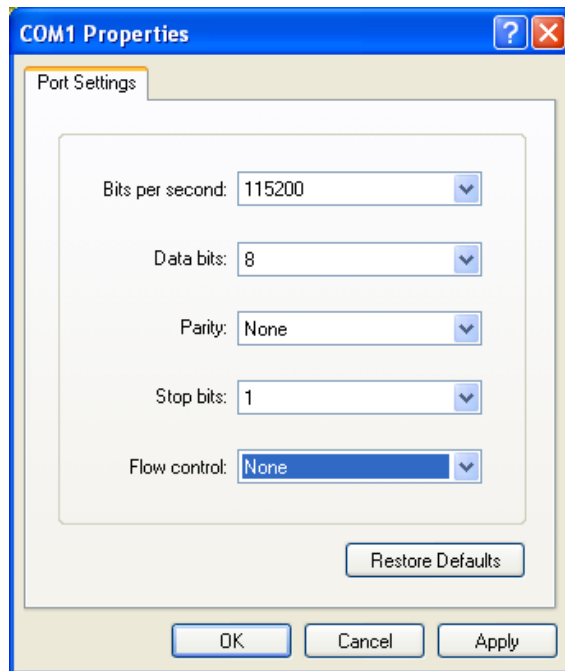 COM1 Properties
Port Settings
Bits per second: 115200
Data bits: 8
Parity: None
Stop bits: 1
Flow control: None
Restore Defaults
OK Cancel Apply